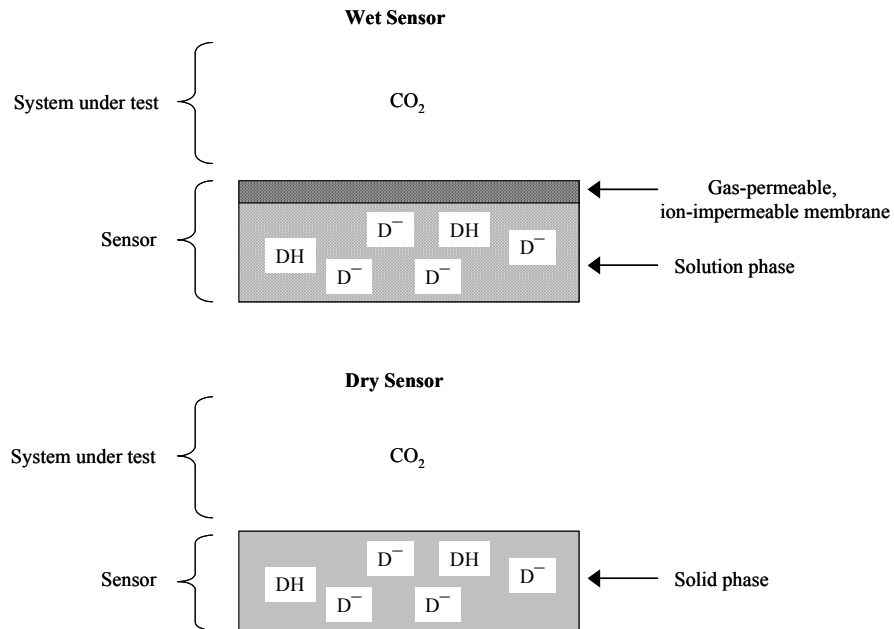 Wet Sensor
System under test
CO₂
Gas-permeable,
ion-impermeable membrane
Sensor
D⁻ DH
DH D⁻
D⁻ D⁻
Solution phase
Dry Sensor
System under test
CO₂
Sensor
D⁻ DH
DH D⁻
D⁻ D⁻
Solid phase